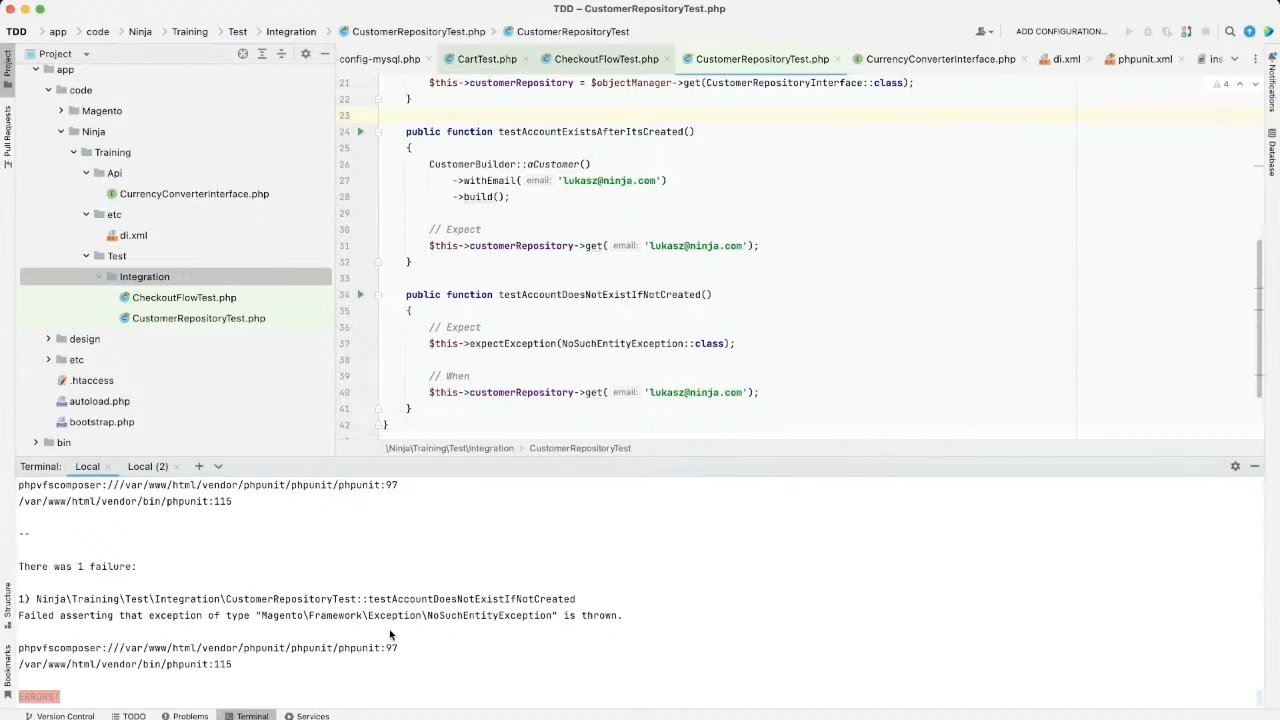 TDD – CustomerRepositoryTest.php
TDD app code Ninja Training Test Integration CustomerRepositoryTest.php CustomerRepositoryTest ADD CONFIGURATION...
Project
config-mysql.php CartTest.php CheckoutFlowTest.php CustomerRepositoryTest.php CurrencyConverterInterface.php di.xml phpunit.xml ins
app
code
Magento
Ninja
Training
Api
CurrencyConverterInterface.php
etc
di.xml
Test
Integration
CheckoutFlowTest.php
CustomerRepositoryTest.php
design
etc
.htaccess
autoload.php
bootstrap.php
bin
21 $this->customerRepository = $objectManager->get(CustomerRepositoryInterface::class);
22 }
23
24 public function testAccountExistsAfterItsCreated()
25 {
26 CustomerBuilder::aCustomer()
27 ->withEmail( email: 'lukasz@ninja.com')
28 ->build();
29
30 // Expect
31 $this->customerRepository->get( email: 'lukasz@ninja.com');
32 }
33
34 public function testAccountDoesNotExistIfNotCreated()
35 {
36 // Expect
37 $this->expectException(NoSuchEntityException::class);
38
39 // When
40 $this->customerRepository->get( email: 'lukasz@ninja.com');
41 }
42 }
4
\Ninja\Training\Test\Integration CustomerRepositoryTest
Project
Pull Requests
Structure
Bookmarks
Notifications
Database
Terminal: Local Local (2)
phpvfscomposer:///var/www/html/vendor/phpunit/phpunit/phpunit:97
/var/www/html/vendor/bin/phpunit:115
--
There was 1 failure:
1) Ninja\Training\Test\Integration\CustomerRepositoryTest::testAccountDoesNotExistIfNotCreated
Failed asserting that exception of type "Magento\Framework\Exception\NoSuchEntityException" is thrown.
phpvfscomposer:///var/www/html/vendor/phpunit/phpunit/phpunit:97
/var/www/html/vendor/bin/phpunit:115
ERRORS!
Version Control TODO Problems Terminal Services